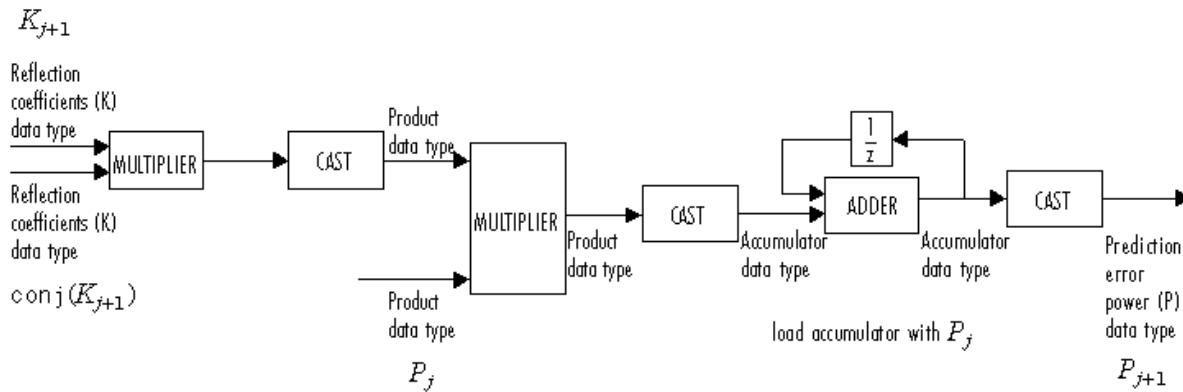 K_{j+1}
Reflection
coefficients (K)
data type
MULTIPLIER
Reflection
coefficients (K)
data type
conj(K_{j+1})
CAST
Product
data type
MULTIPLIER
Product
data type
P_j
Product
data type
CAST
Accumulator
data type
1
z
ADDER
Accumulator
data type
load accumulator with P_j
CAST
Prediction
error
power (P)
data type
P_{j+1}